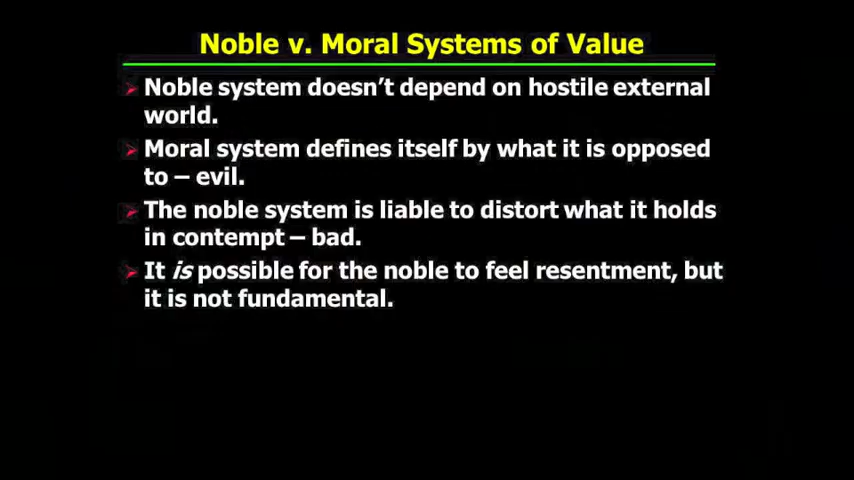 Noble v. Moral Systems of Value
Noble system doesn’t depend on hostile external
world.
Moral system defines itself by what it is opposed
to – evil.
The noble system is liable to distort what it holds
in contempt – bad.
It is possible for the noble to feel resentment, but
it is not fundamental.